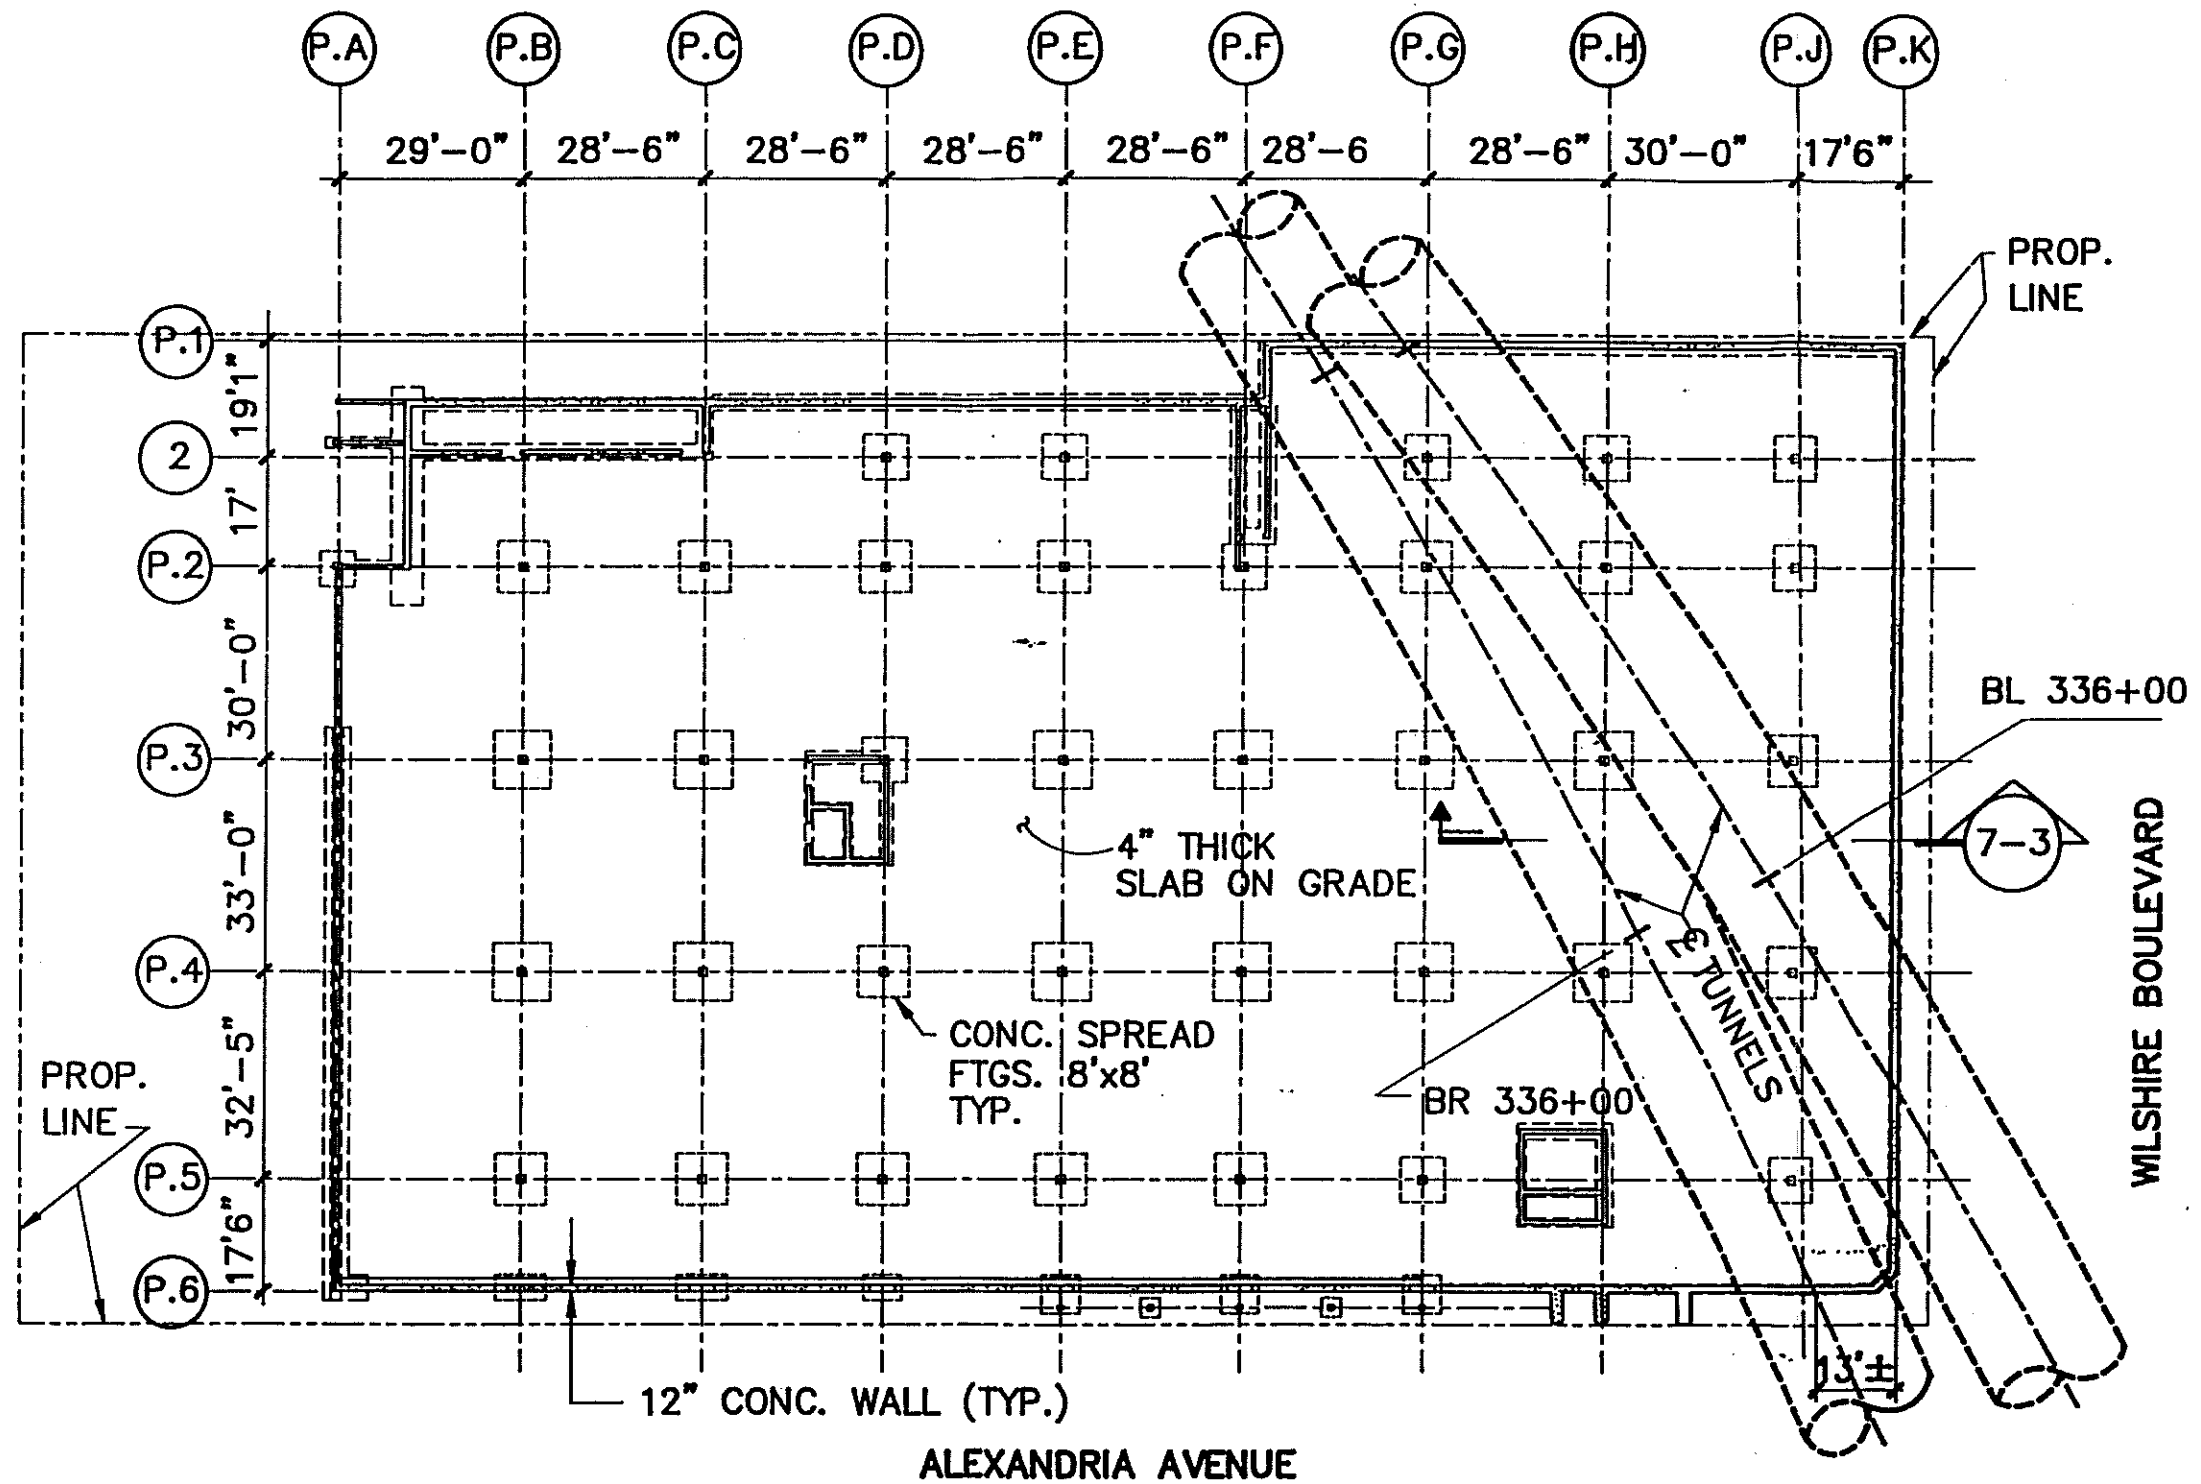 P.A P.B P.C P.D P.E P.F P.G P.H P.J P.K
29'-0" 28'-6" 28'-6" 28'-6" 28'-6" 28'-6 28'-6" 30'-0" 17'6"
PROP.
LINE
P.1
19'1"
2
17'
P.2
30'-0"
BL 336+00
P.3
33'-0"
4" THICK
SLAB ON GRADE
7-3
WILSHIRE BOULEVARD
P.4
℄ TUNNELS
32'-5"
CONC. SPREAD
FTGS. 8'x8'
TYP.
PROP.
LINE
BR 336+00
P.5
17'6"
P.6
13'±
12" CONC. WALL (TYP.)
ALEXANDRIA AVENUE